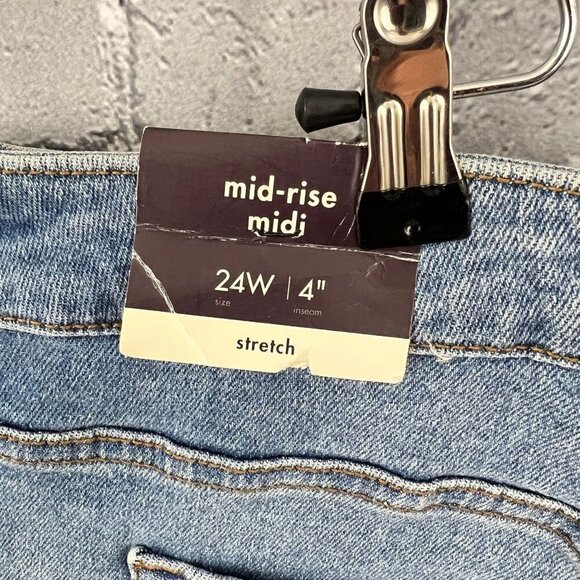 mid-rise
midi
24W | 4"
size inseam
stretch